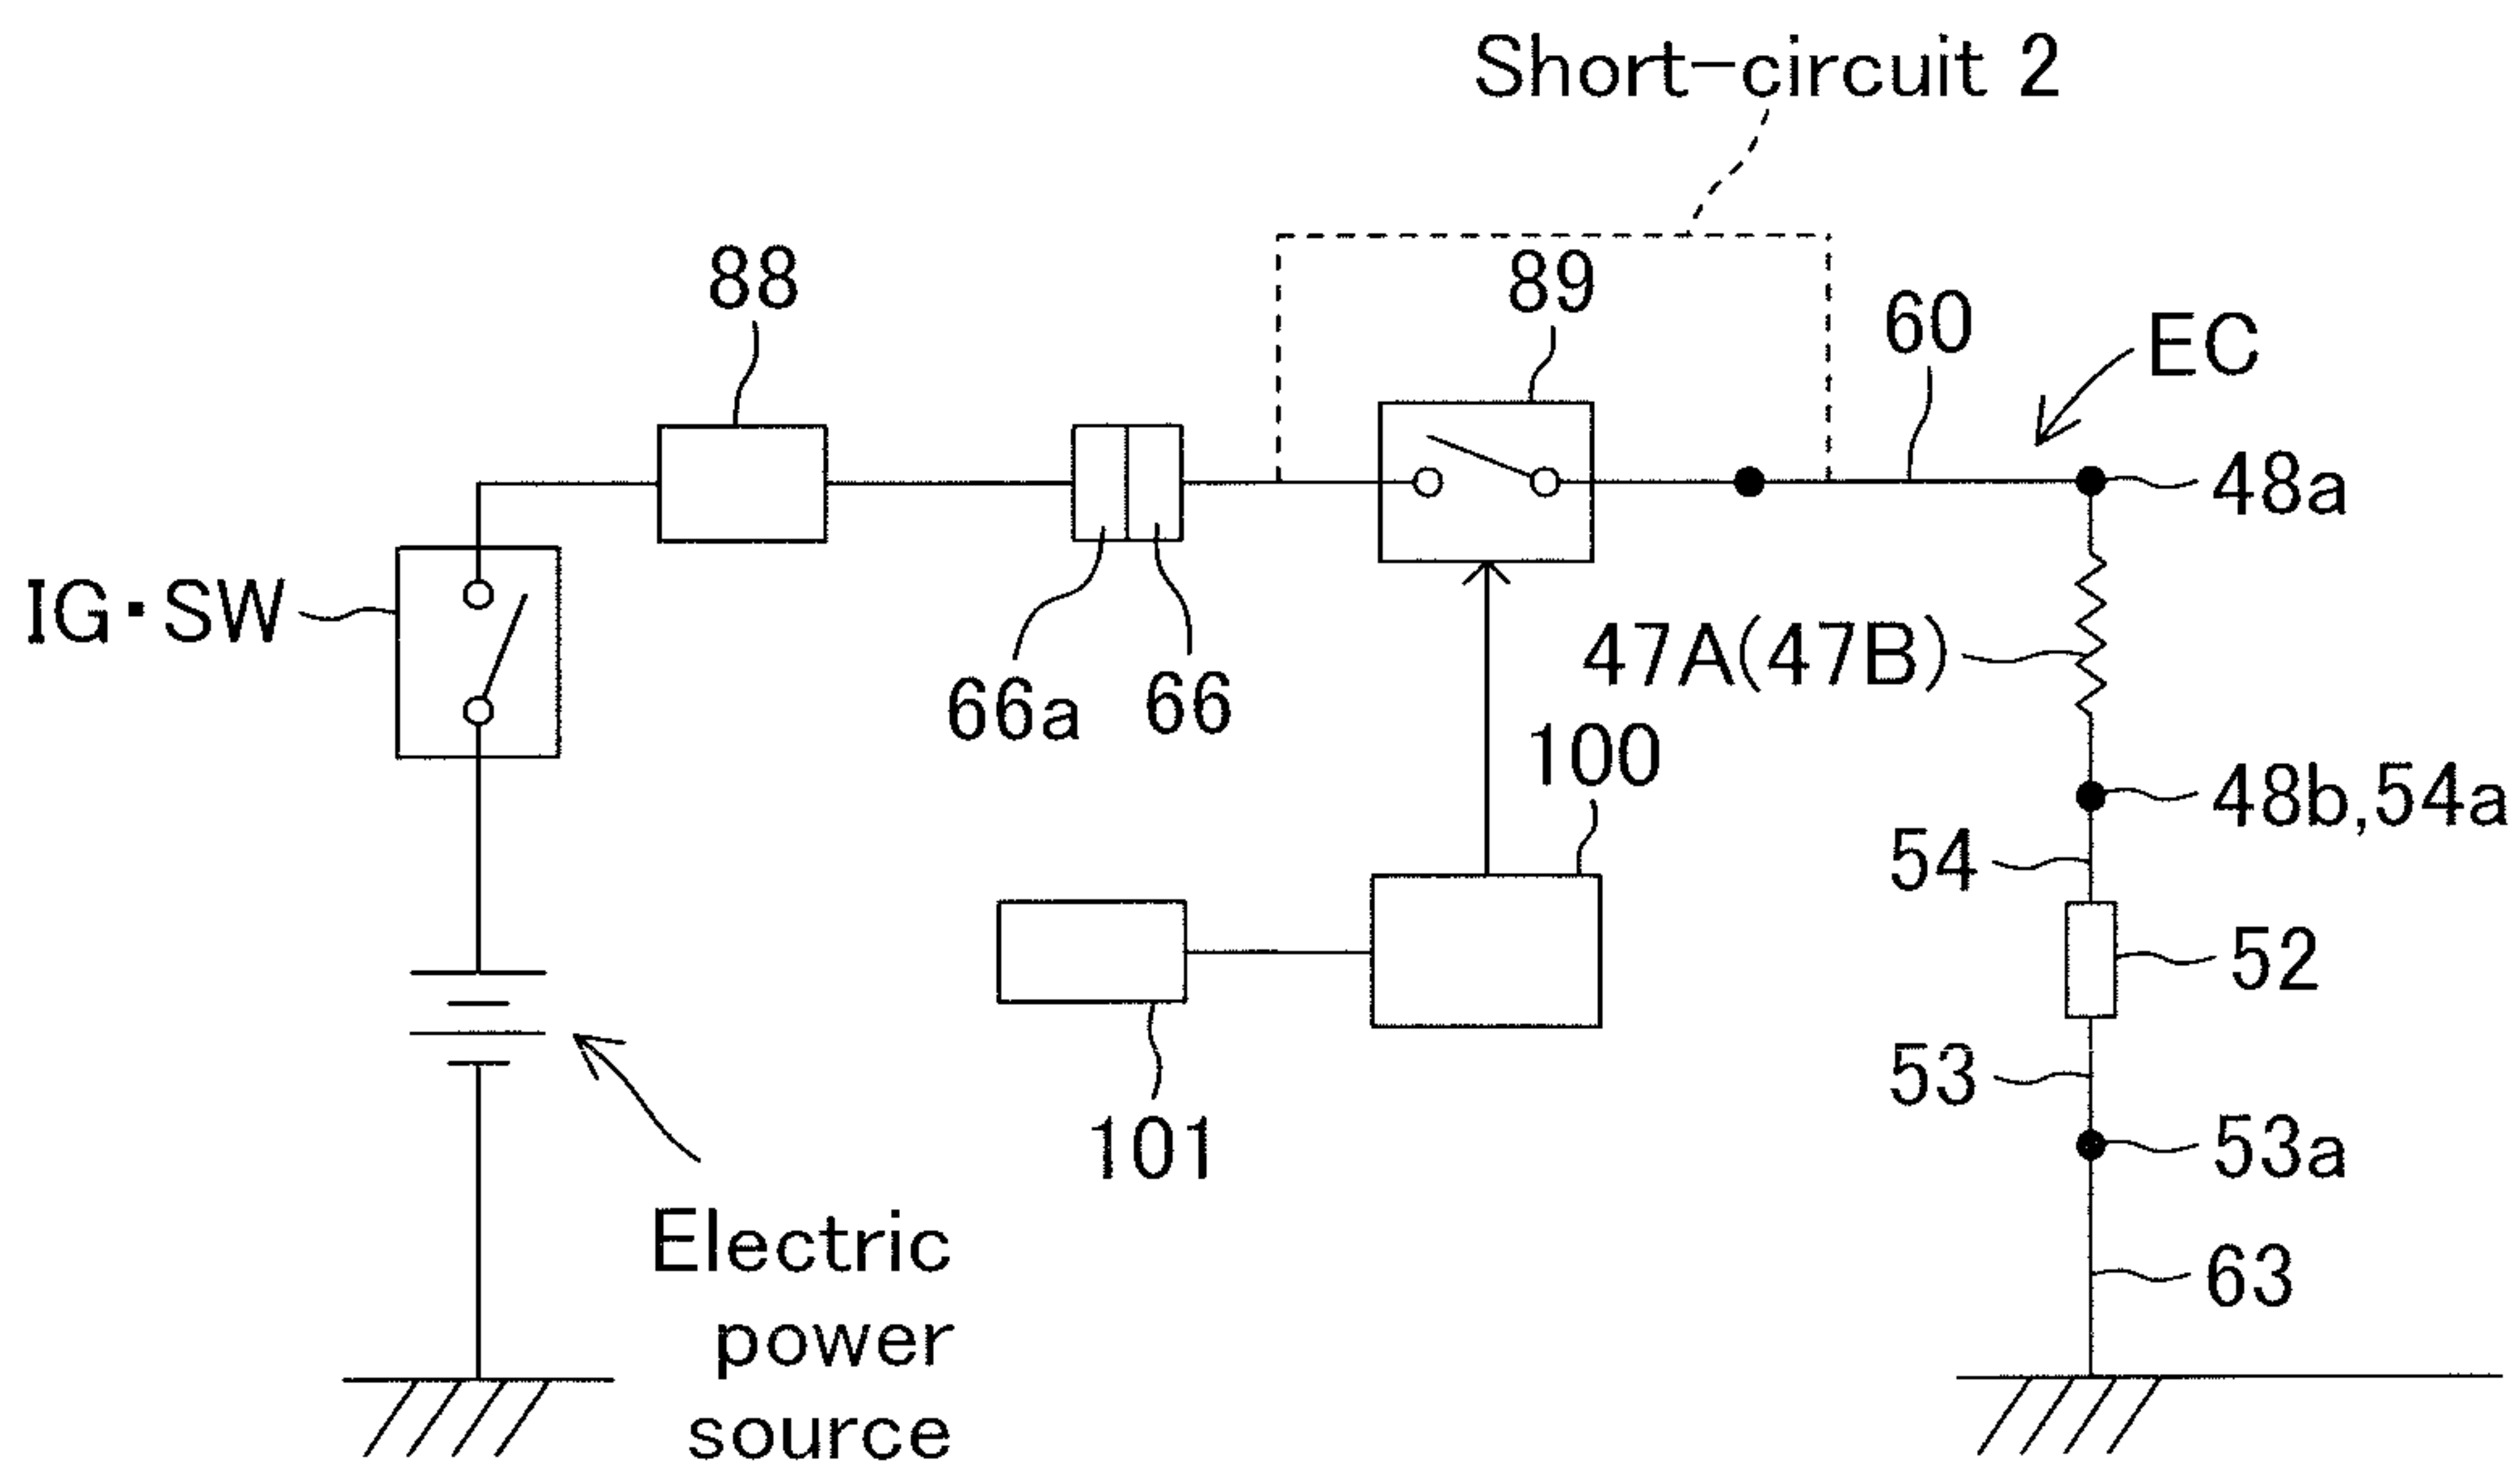 Short-circuit 2
88
89
60
EC
48a
IG・SW
47A(47B)
66a
66
100
48b,54a
54
52
53
101
53a
Electric
power
source
63